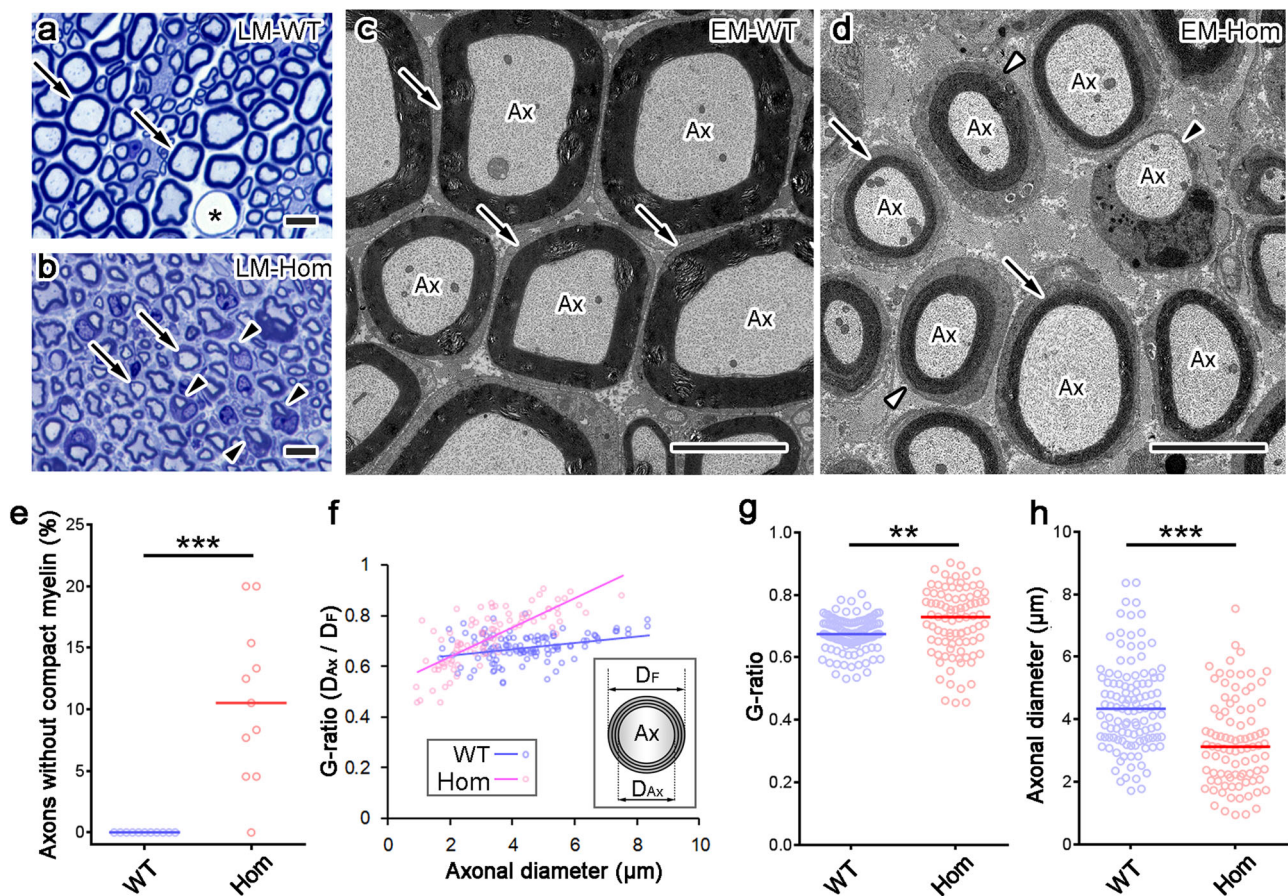 a
LM-WT
*
b
LM-Hom
c
EM-WT
Ax
Ax
Ax
Ax
Ax
d
EM-Hom
Ax
Ax
Ax
Ax
Ax
Ax
Ax
e
Axons without compact myelin (%)
25
20
15
10
5
0
***
WT
Hom
f
G-ratio (DAx / DF)
1
0.8
0.6
0.4
0.2
0
0
2
4
6
8
10
Axonal diameter (µm)
WT
Hom
DF
Ax
DAx
g
G-ratio
1.0
0.8
0.6
0.4
0.0
**
WT
Hom
h
Axonal diameter (µm)
10
8
6
4
2
0
***
WT
Hom